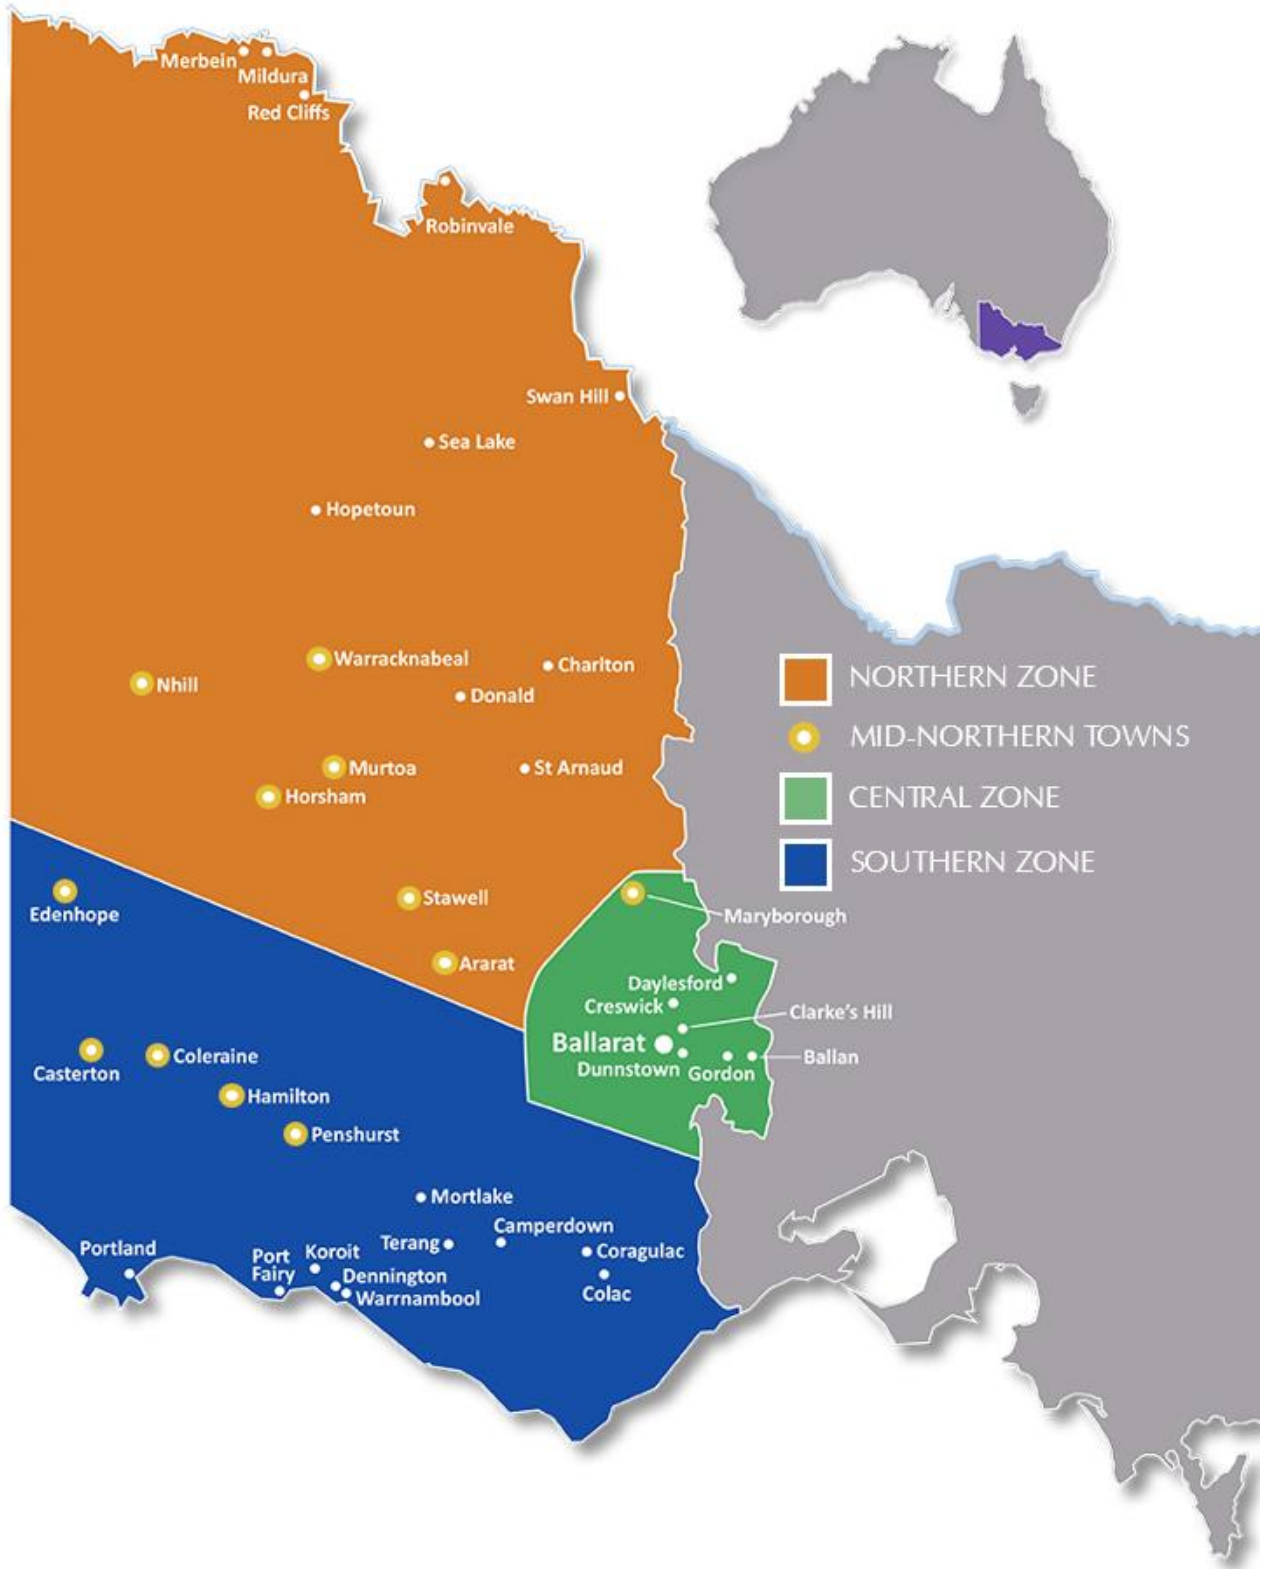 Merbein
Mildura
Red Cliffs
Robinvale
Swan Hill
Sea Lake
Hopetoun
Warracknabeal
Charlton
Nhill
Donald
NORTHERN ZONE
MID-NORTHERN TOWNS
Murtoa
St Arnaud
Horsham
CENTRAL ZONE
SOUTHERN ZONE
Edenhope
Stawell
Maryborough
Ararat
Daylesford
Creswick
Clarke's Hill
Ballarat
Dunnstown
Gordon
Ballan
Casterton
Coleraine
Hamilton
Penshurst
Mortlake
Camperdown
Terang
Coragulac
Portland
Port
Fairy
Koroit
Dennington
Warrnambool
Colac